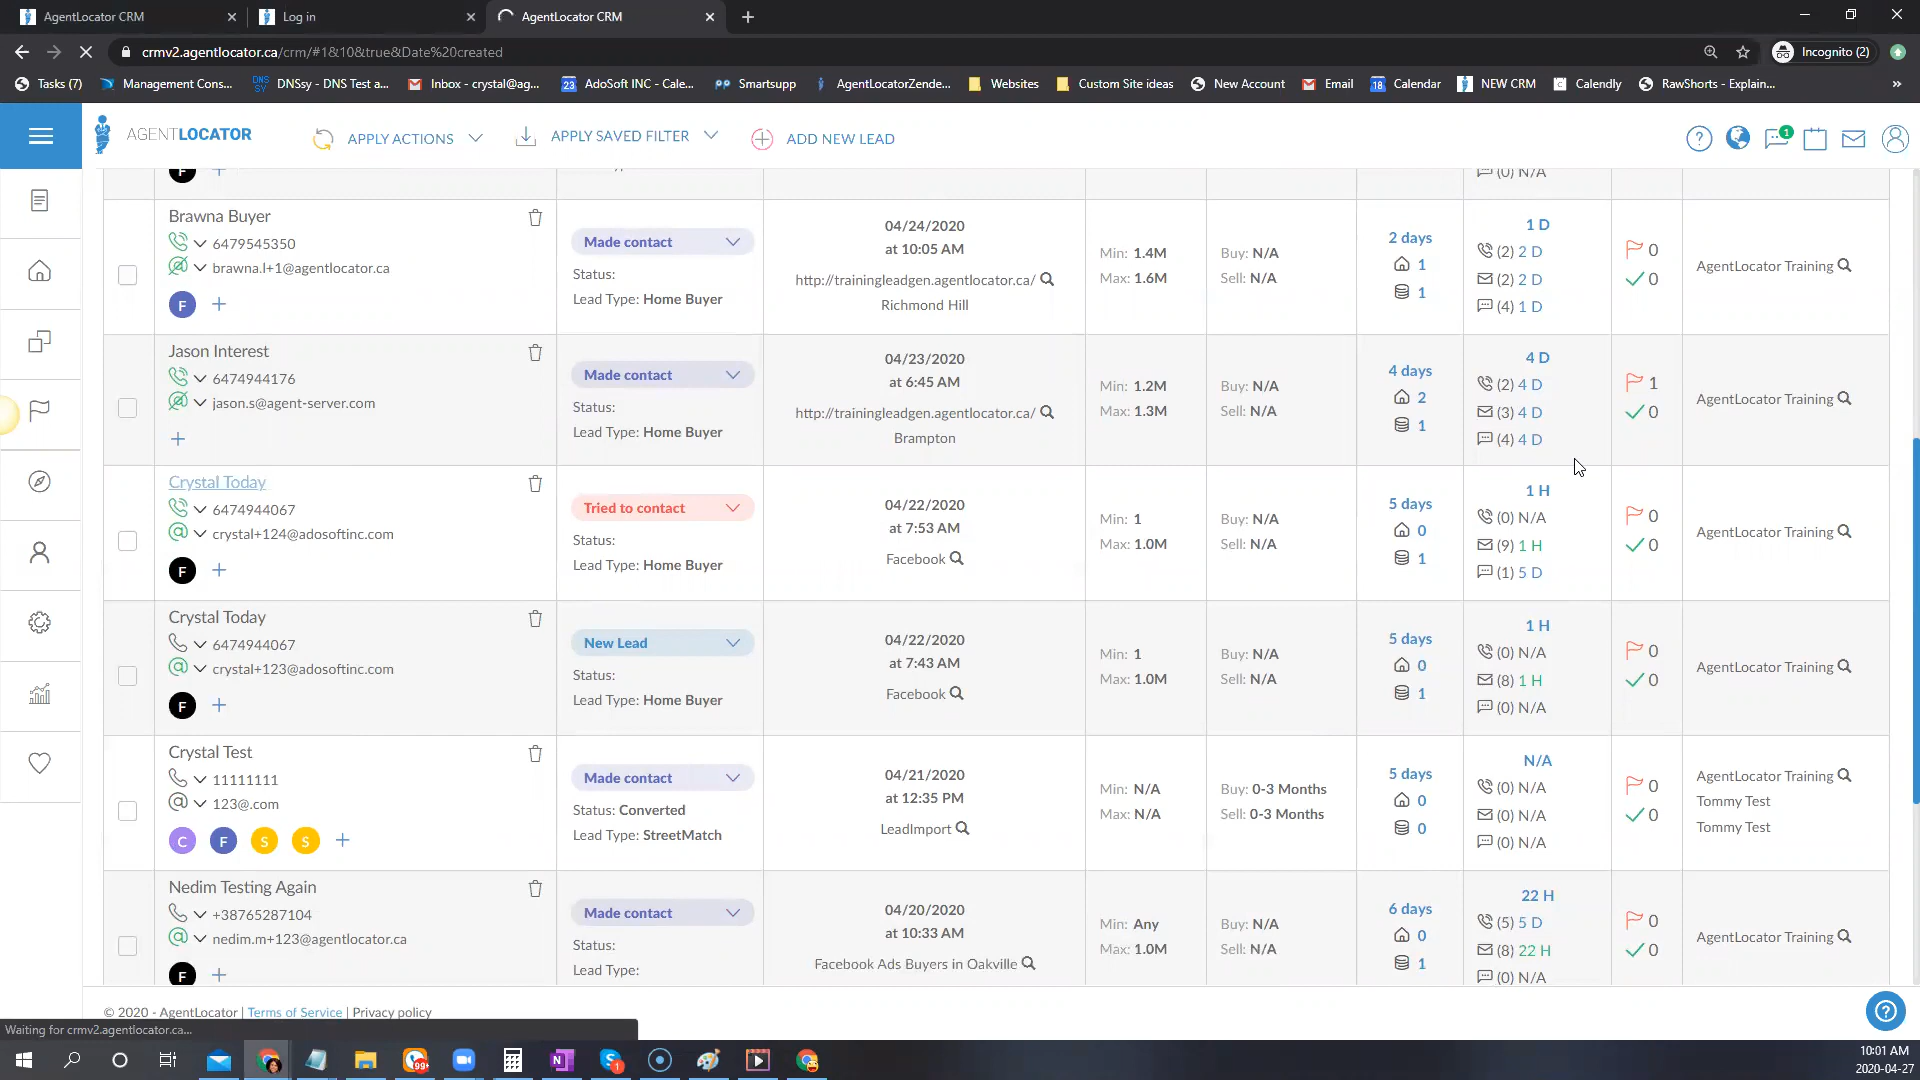 AgentLocator CRM
Log in
AgentLocator CRM
crmv2.agentlocator.ca/crm/#1&10&true&Date%20created
Incognito (2)
Tasks (7)
Management Cons...
DNSsy - DNS Test a...
Inbox - crystal@ag...
23
AdoSoft INC - Cale...
Smartsupp
AgentLocatorZende...
Websites
Custom Site ideas
New Account
Email
18
Calendar
NEW CRM
Calendly
RawShorts - Explain...
AGENTLOCATOR
APPLY ACTIONS
APPLY SAVED FILTER
ADD NEW LEAD
1
F
(0) N/A
Brawna Buyer
6479545350
brawna.l+1@agentlocator.ca
F
Made contact
Status:
Lead Type: Home Buyer
04/24/2020
at 10:05 AM
http://trainingleadgen.agentlocator.ca/
Richmond Hill
Min: 1.4M
Max: 1.6M
Buy: N/A
Sell: N/A
2 days
1
1
1 D
(2) 2 D
(2) 2 D
(4) 1 D
0
0
AgentLocator Training
Jason Interest
6474944176
jason.s@agent-server.com
Made contact
Status:
Lead Type: Home Buyer
04/23/2020
at 6:45 AM
http://trainingleadgen.agentlocator.ca/
Brampton
Min: 1.2M
Max: 1.3M
Buy: N/A
Sell: N/A
4 days
2
1
4 D
(2) 4 D
(3) 4 D
(4) 4 D
1
0
AgentLocator Training
Crystal Today
6474944067
crystal+124@adosoftinc.com
F
Tried to contact
Status:
Lead Type: Home Buyer
04/22/2020
at 7:53 AM
Facebook
Min: 1
Max: 1.0M
Buy: N/A
Sell: N/A
5 days
0
1
1 H
(0) N/A
(9) 1 H
(1) 5 D
0
0
AgentLocator Training
Crystal Today
6474944067
crystal+123@adosoftinc.com
F
New Lead
Status:
Lead Type: Home Buyer
04/22/2020
at 7:43 AM
Facebook
Min: 1
Max: 1.0M
Buy: N/A
Sell: N/A
5 days
0
1
1 H
(0) N/A
(8) 1 H
(0) N/A
0
0
AgentLocator Training
Crystal Test
11111111
123@.com
C F S S
Made contact
Status: Converted
Lead Type: StreetMatch
04/21/2020
at 12:35 PM
LeadImport
Min: N/A
Max: N/A
Buy: 0-3 Months
Sell: 0-3 Months
5 days
0
0
N/A
(0) N/A
(0) N/A
(0) N/A
0
0
AgentLocator Training
Tommy Test
Tommy Test
Nedim Testing Again
+38765287104
nedim.m+123@agentlocator.ca
F
Made contact
Status:
Lead Type:
04/20/2020
at 10:33 AM
Facebook Ads Buyers in Oakville
Min: Any
Max: 1.0M
Buy: N/A
Sell: N/A
6 days
0
1
22 H
(5) 5 D
(8) 22 H
(0) N/A
0
0
AgentLocator Training
© 2020 - AgentLocator | Terms of Service | Privacy policy
Waiting for crmv2.agentlocator.ca...
99+
1
10:01 AM
2020-04-27